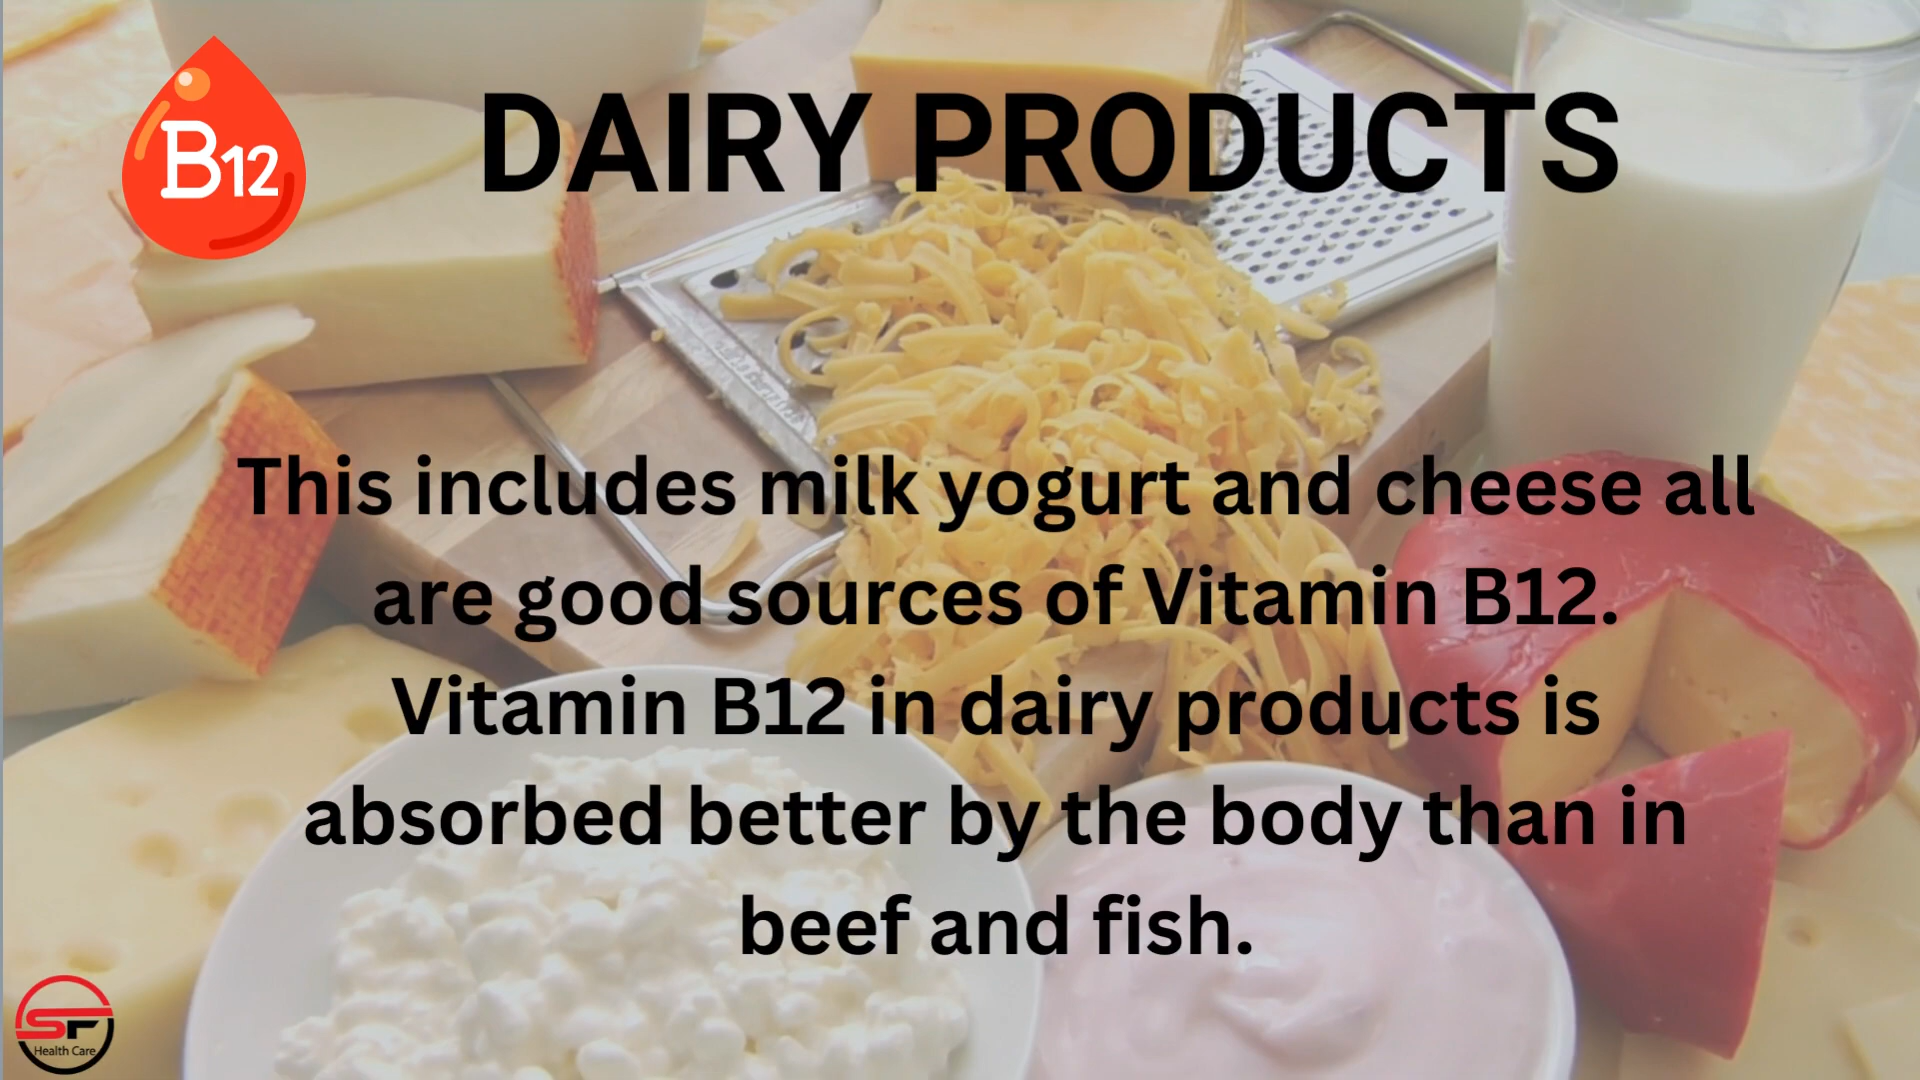 B12
DAIRY PRODUCTS
This includes milk yogurt and cheese all
are good sources of Vitamin B12.
Vitamin B12 in dairy products is
absorbed better by the body than in
beef and fish.
SF
Health Care